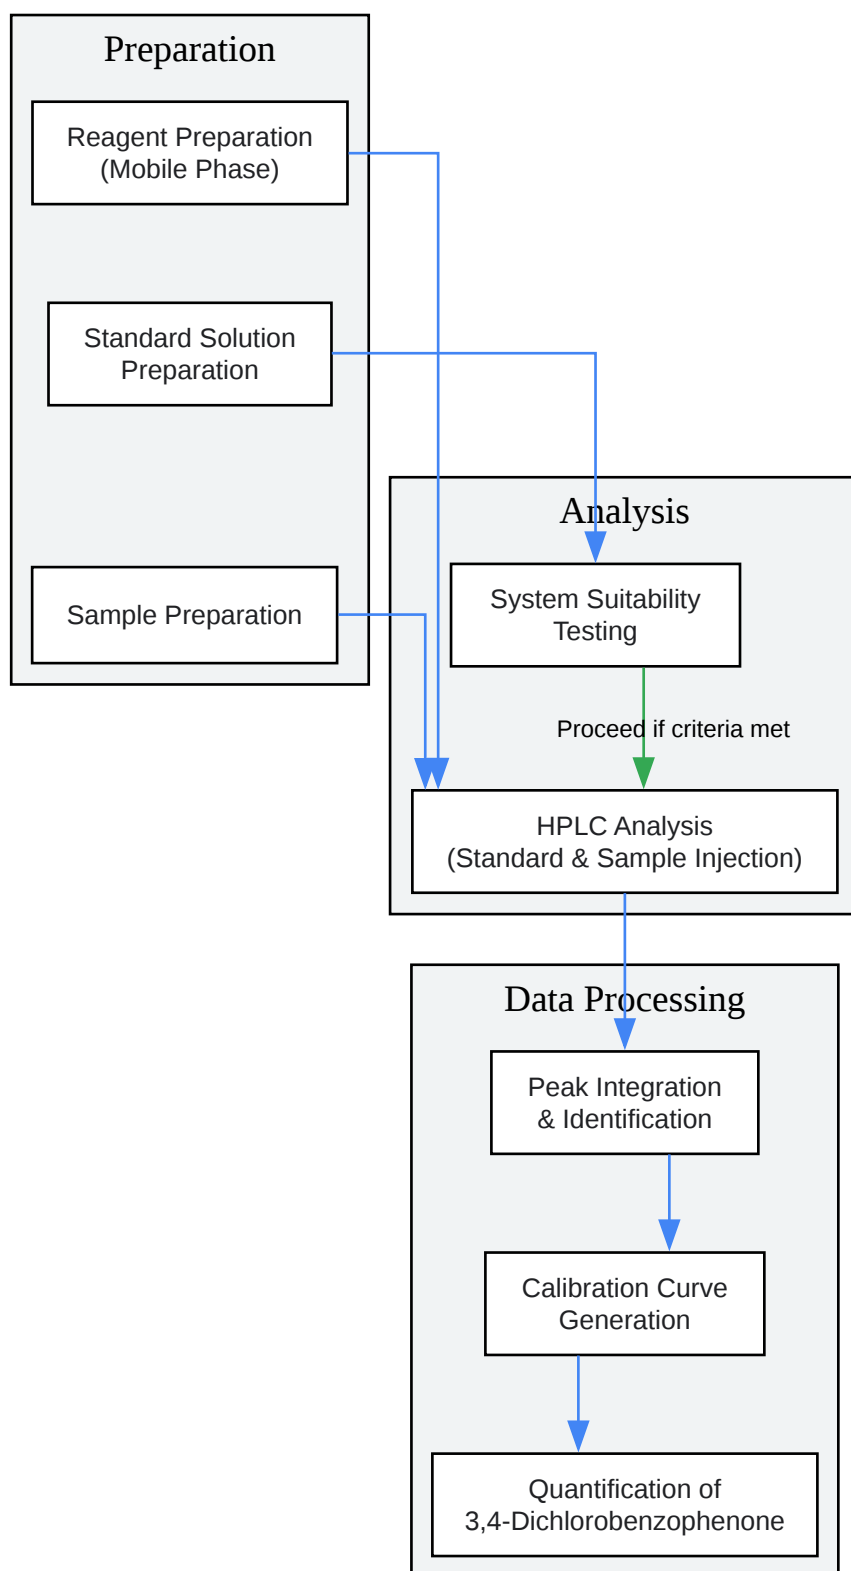 Preparation
Reagent Preparation
(Mobile Phase)
Standard Solution
Preparation
Sample Preparation
Analysis
System Suitability
Testing
Proceed if criteria met
HPLC Analysis
(Standard & Sample Injection)
Data Processing
Peak Integration
& Identification
Calibration Curve
Generation
Quantification of
3,4-Dichlorobenzophenone